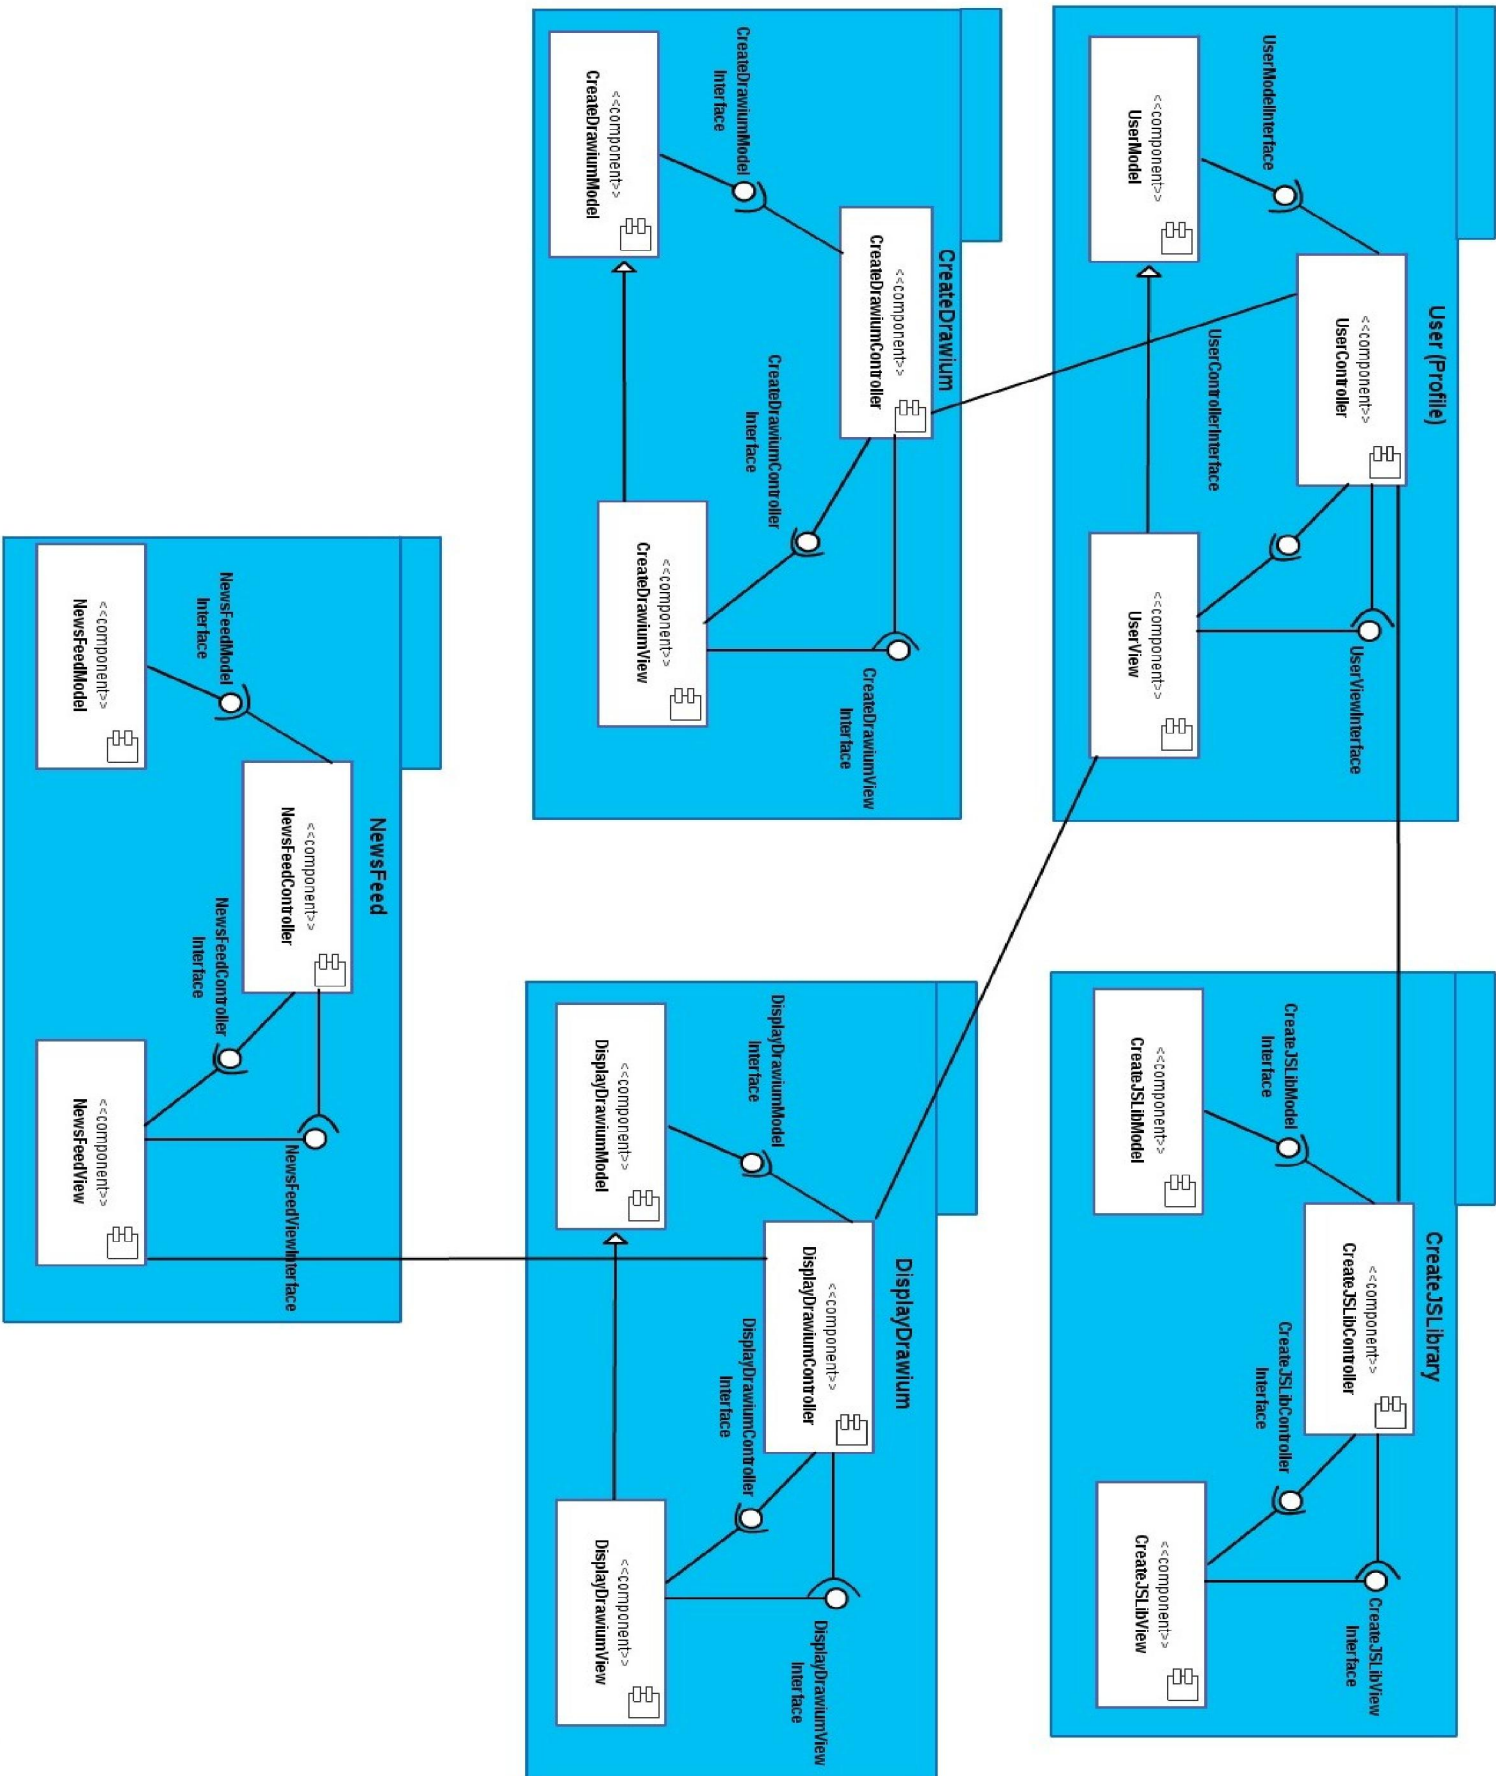 User (Profile)
UserModelInterface
<<component>>
UserController
<<component>>
UserModel
UserControllerInterface
UserViewInterface
<<component>>
UserView
CreateJSLibrary
CreateJSLibModel
Interface
<<component>>
CreateJSLibController
<<component>>
CreateJSLibModel
CreateJSLibController
Interface
CreateJSLibView
Interface
<<component>>
CreateJSLibView
CreateDrawium
CreateDrawiumModel
Interface
<<component>>
CreateDrawiumController
<<component>>
CreateDrawiumModel
CreateDrawiumController
Interface
CreateDrawiumView
Interface
<<component>>
CreateDrawiumView
DisplayDrawium
DisplayDrawiumModel
Interface
<<component>>
DisplayDrawiumController
<<component>>
DisplayDrawiumModel
DisplayDrawiumController
Interface
DisplayDrawiumView
Interface
<<component>>
DisplayDrawiumView
NewsFeed
NewsFeedModel
Interface
<<component>>
NewsFeedController
<<component>>
NewsFeedModel
NewsFeedController
Interface
NewsFeedViewInterface
<<component>>
NewsFeedView